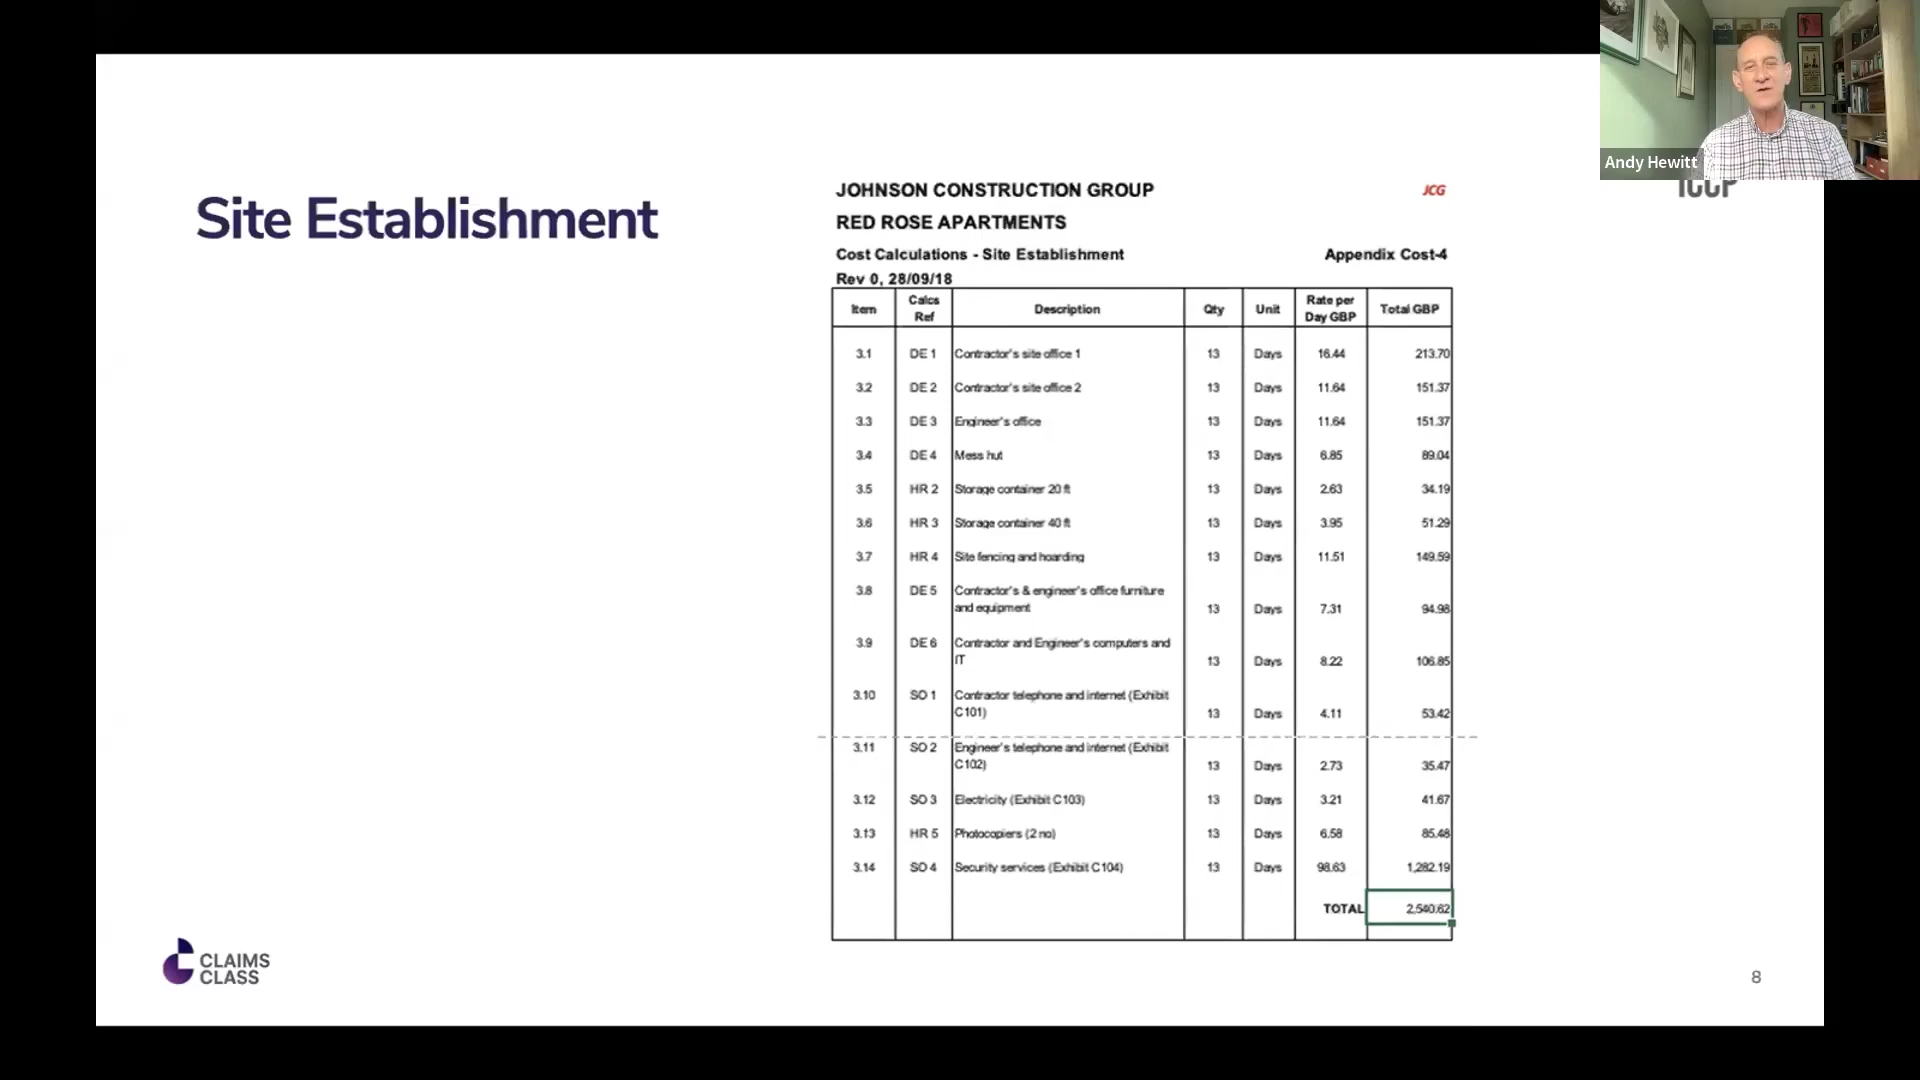 Andy Hewitt
Site Establishment
JOHNSON CONSTRUCTION GROUP JCG
RED ROSE APARTMENTS
Cost Calculations - Site Establishment Appendix Cost-4
Rev 0, 28/09/18
Item Calcs Ref Description Qty Unit Rate per Day GBP Total GBP
3.1 DE 1 Contractor's site office 1 13 Days 16.44 213.70
3.2 DE 2 Contractor's site office 2 13 Days 11.64 151.37
3.3 DE 3 Engineer's office 13 Days 11.64 151.37
3.4 DE 4 Mess hut 13 Days 6.85 89.04
3.5 HR 2 Storage container 20 ft 13 Days 2.63 34.19
3.6 HR 3 Storage container 40 ft 13 Days 3.95 51.29
3.7 HR 4 Site fencing and hoarding 13 Days 11.51 149.59
3.8 DE 5 Contractor's & engineer's office furniture
and equipment 13 Days 7.31 94.98
3.9 DE 6 Contractor and Engineer's computers and
IT 13 Days 8.22 106.85
3.10 SO 1 Contractor telephone and internet (Exhibit
C101) 13 Days 4.11 53.42
3.11 SO 2 Engineer's telephone and internet (Exhibit
C102) 13 Days 2.73 35.47
3.12 SO 3 Electricity (Exhibit C103) 13 Days 3.21 41.67
3.13 HR 5 Photocopiers (2 no) 13 Days 6.58 85.48
3.14 SO 4 Security services (Exhibit C104) 13 Days 98.63 1,282.19
TOTAL 2,540.62
CLAIMS
CLASS
8